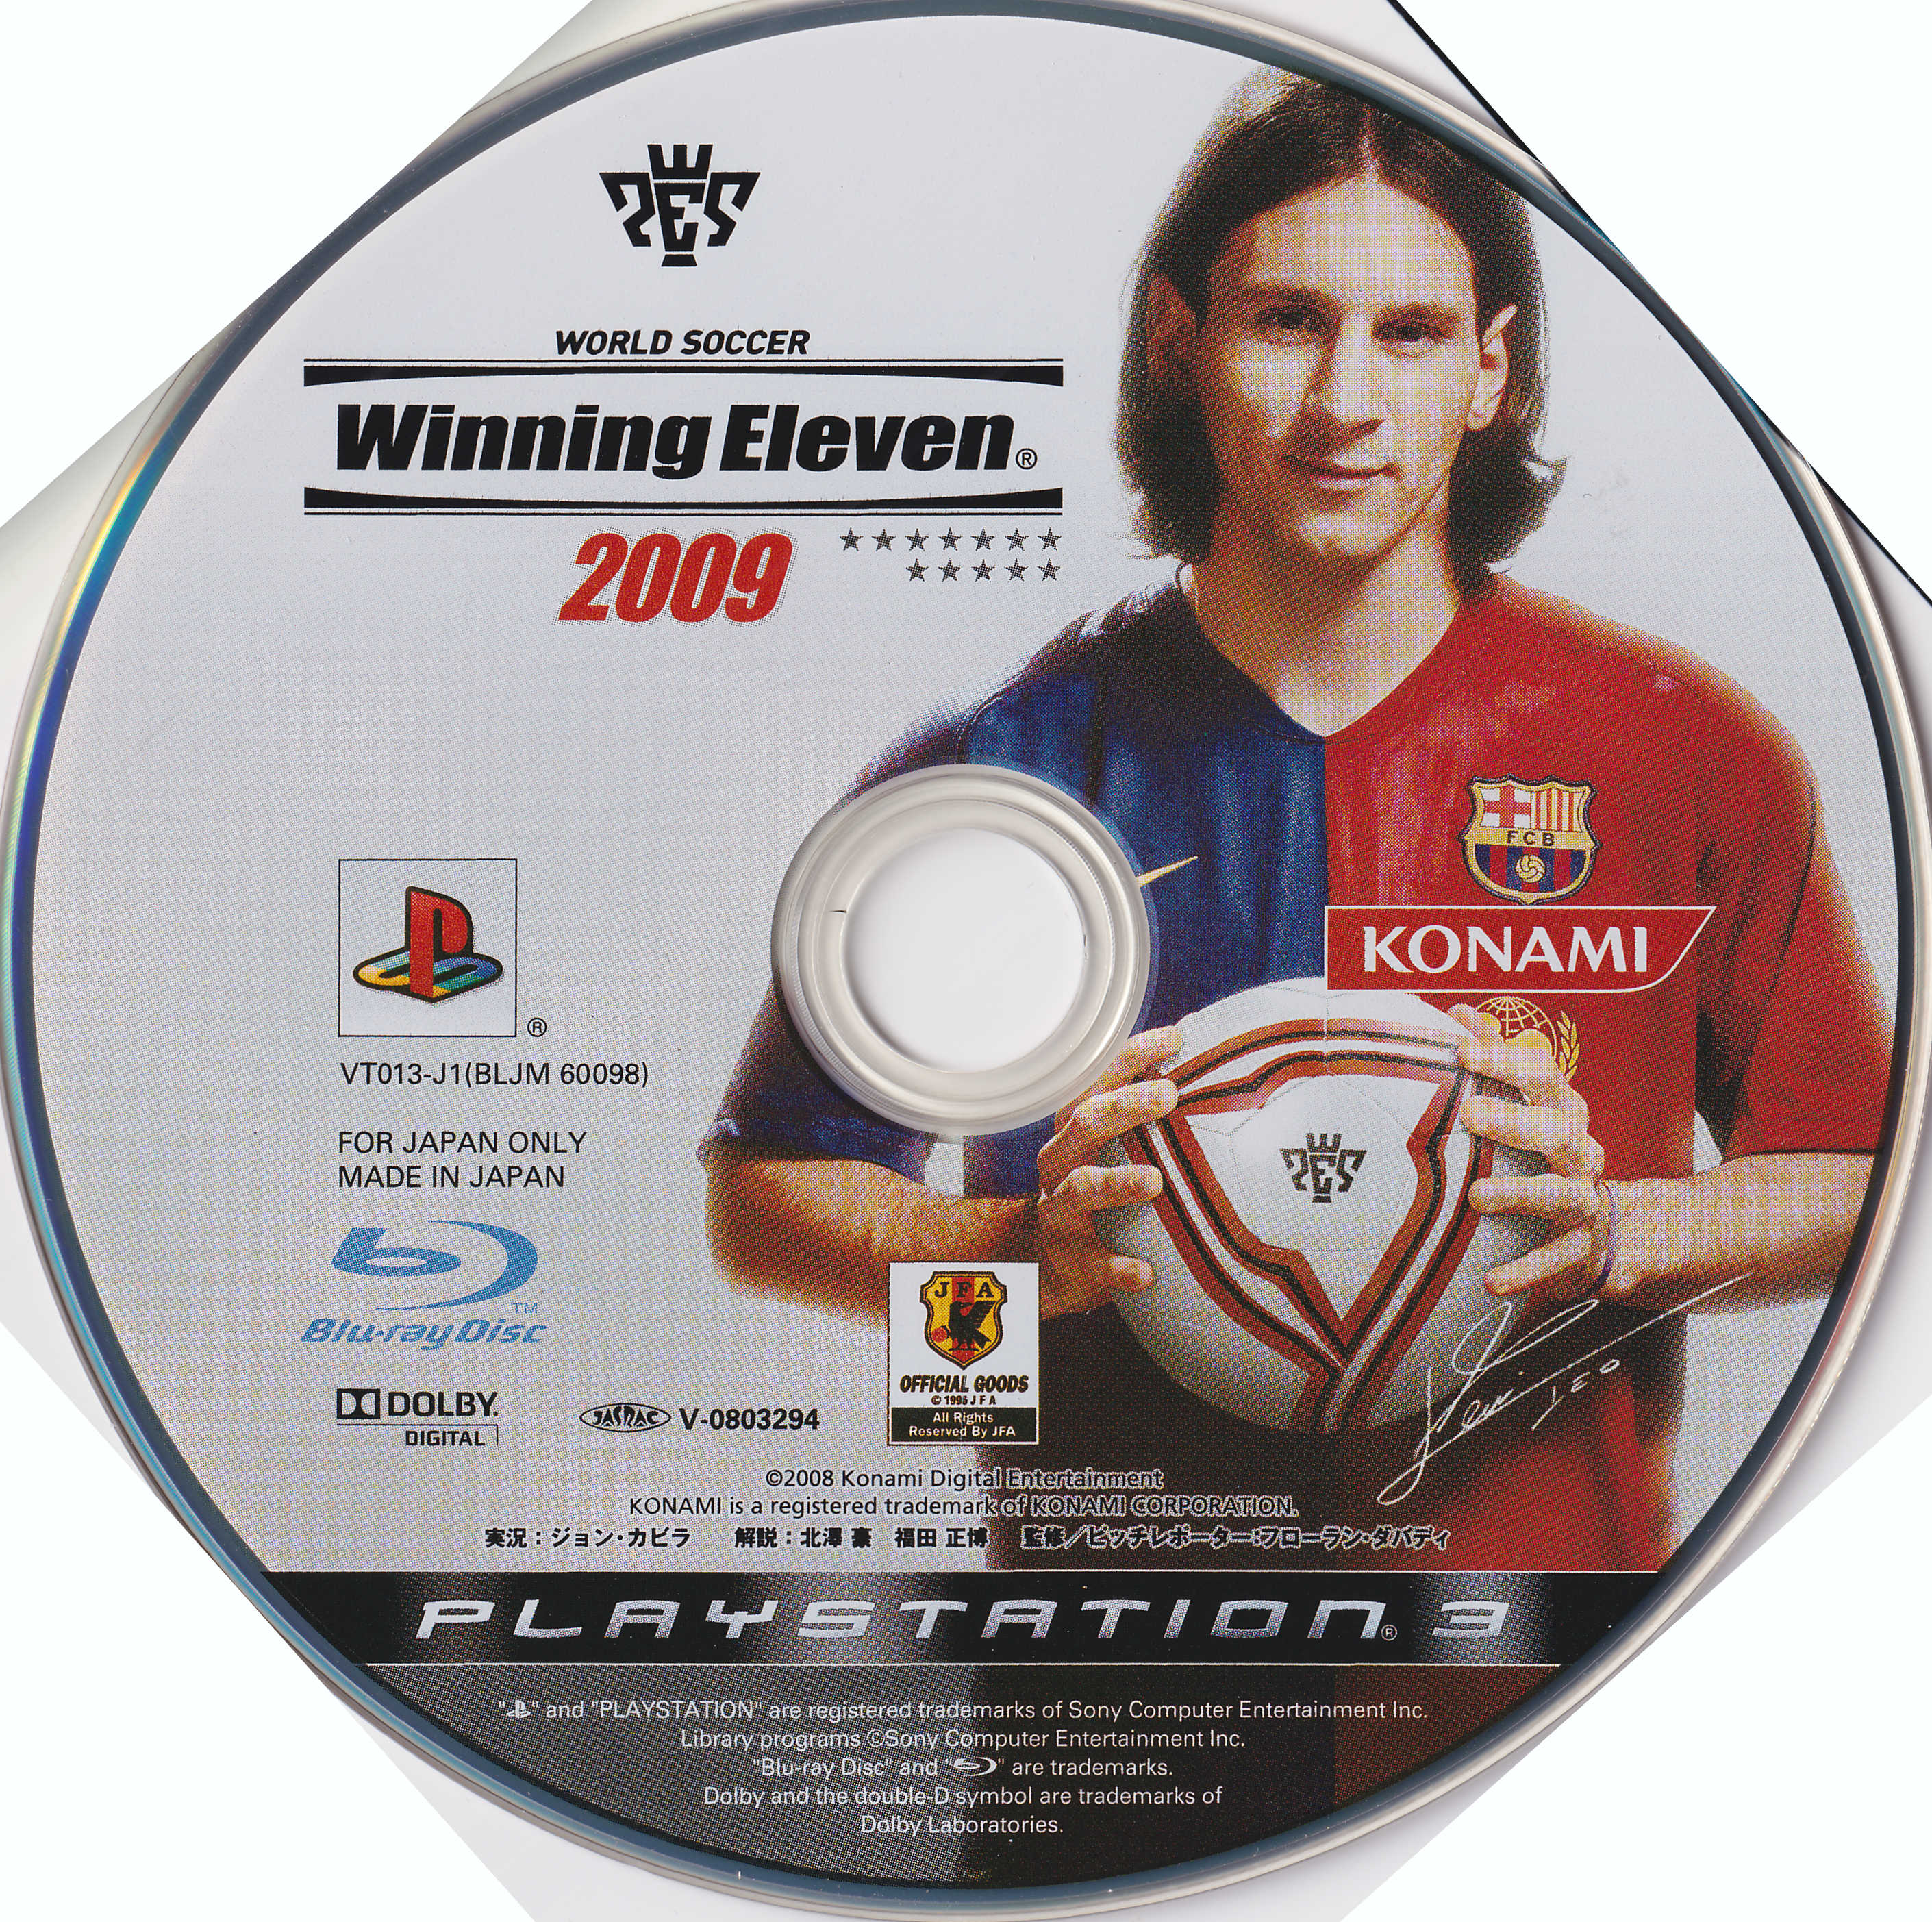 WORLD SOCCER
Winning Eleven®
2009
FCB
KONAMI
®
VT013-J1(BLJM 60098)
FOR JAPAN ONLY
MADE IN JAPAN
PES
TM
Blu-ray Disc
JFA
OFFICIAL GOODS
© 1996 J F A
All Rights
Reserved By JFA
LEO
DOLBY.
DIGITAL
JASRAC V-0803294
©2008 Konami Digital Entertainment
KONAMI is a registered trademark of KONAMI CORPORATION.
実況：ジョン・カビラ 解説：北澤 豪 福田 正博 監修/ピッチレポーター:フローラン・ダバディ
PLAYSTATION®3
"" and "PLAYSTATION" are registered trademarks of Sony Computer Entertainment Inc.
Library programs ©Sony Computer Entertainment Inc.
"Blu-ray Disc" and "" are trademarks.
Dolby and the double-D symbol are trademarks of
Dolby Laboratories.